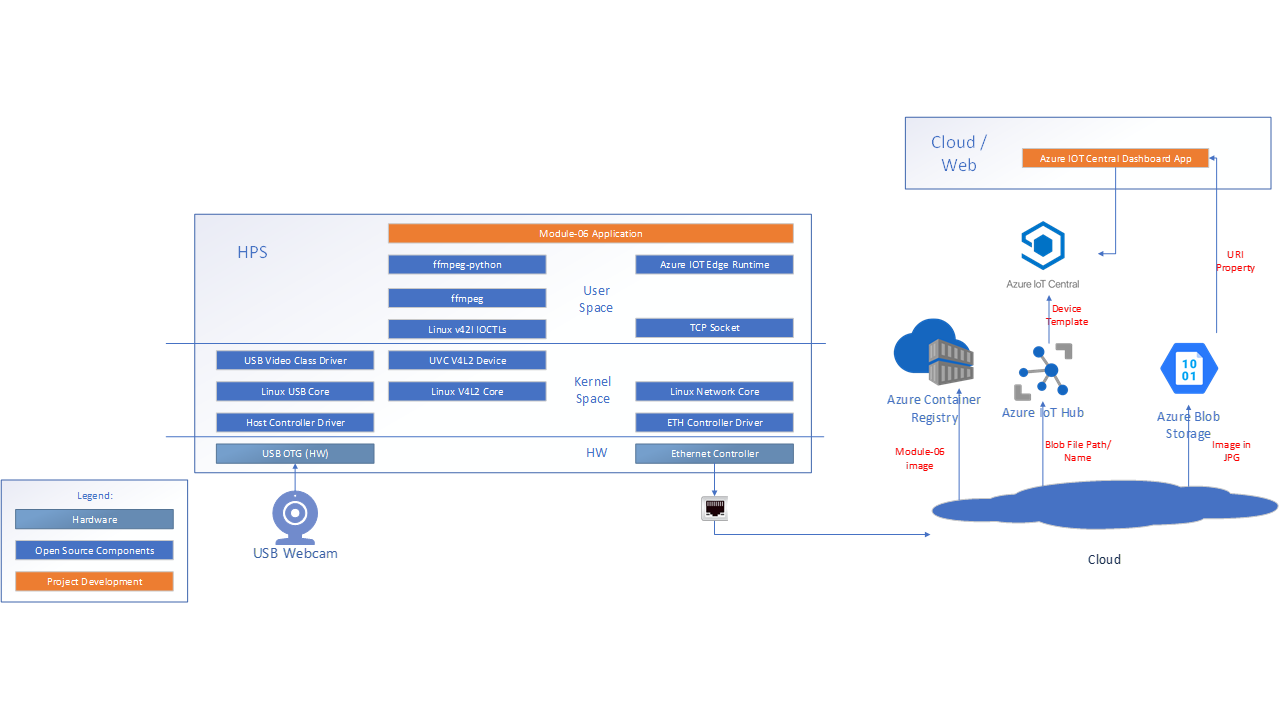 Cloud /
Web
Azure IOT Central Dashboard App
HPS
Module-06 Application
ffmpeg-python
Azure IOT Edge Runtime
User
Space
ffmpeg
Linux v42l IOCTLs
TCP Socket
USB Video Class Driver
UVC V4L2 Device
Kernel
Space
Linux USB Core
Linux V4L2 Core
Linux Network Core
Host Controller Driver
ETH Controller Driver
USB OTG (HW)
HW
Ethernet Controller
USB Webcam
Legend:
Hardware
Open Source Components
Project Development
Azure IoT Central
URI
Property
Device
Template
Azure Container
Registry
Azure IoT Hub
10
01
Azure Blob
Storage
Module-06
image
Blob File Path/
Name
Image in
JPG
Cloud